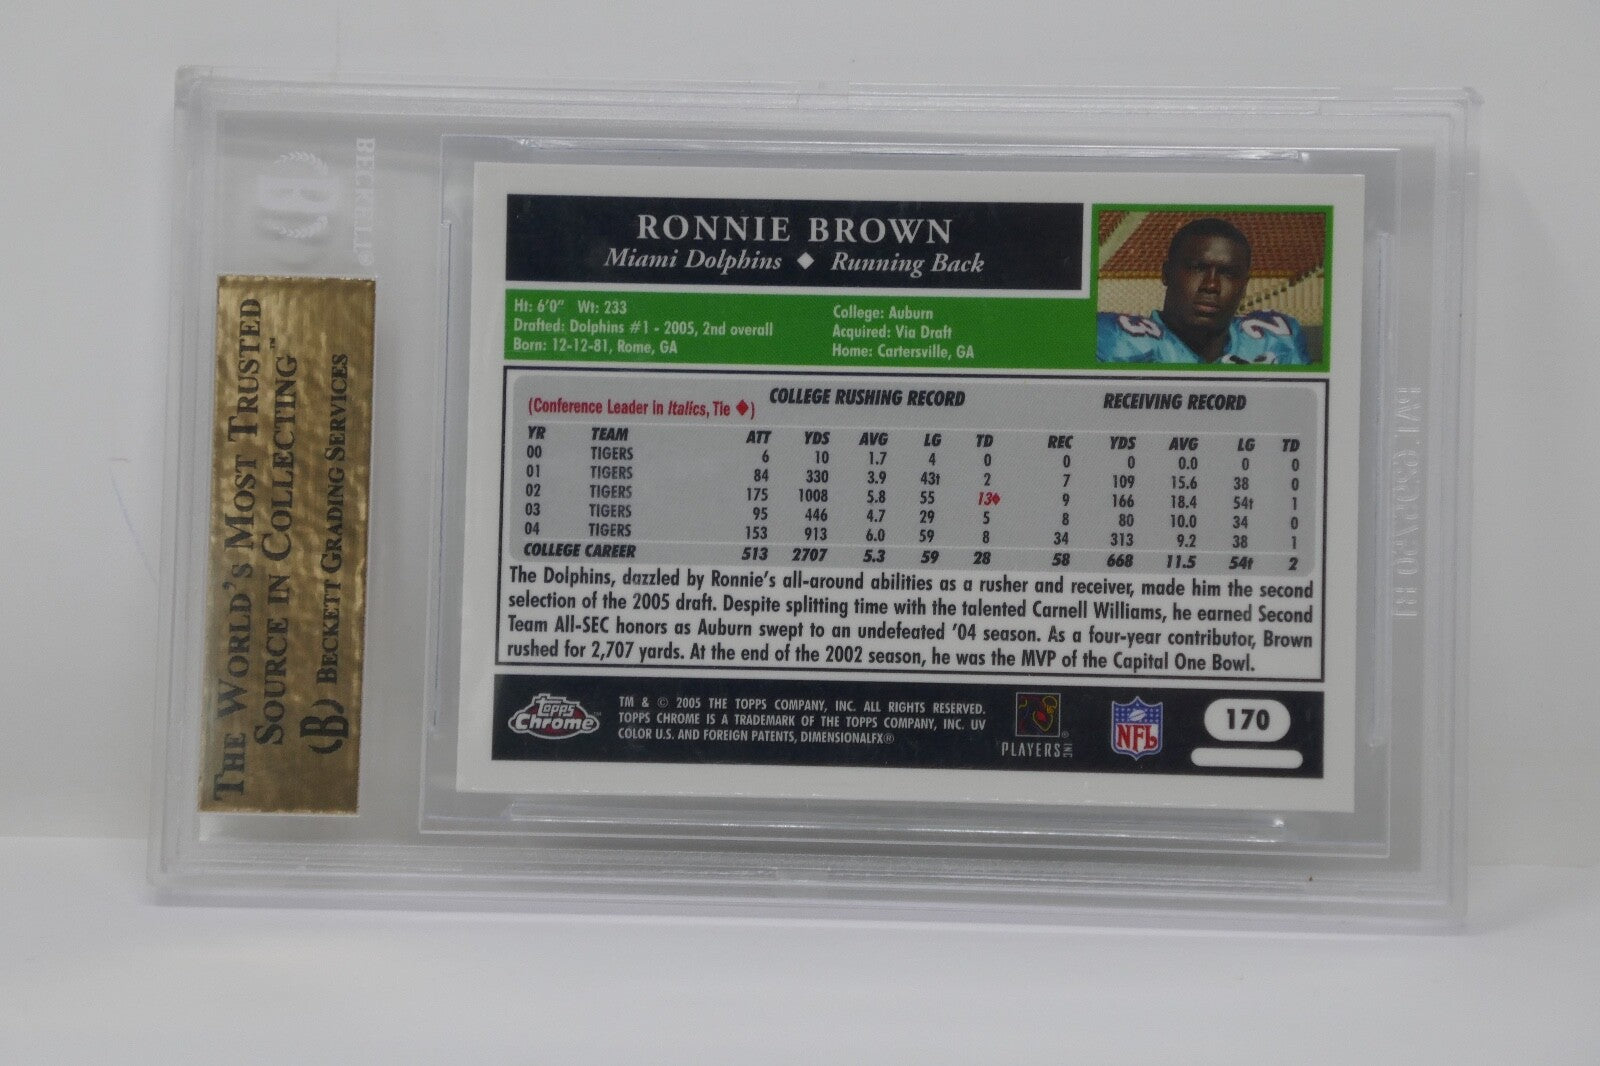 BECKETT®
THE WORLD'S MOST TRUSTED
SOURCE IN COLLECTING™
(B) BECKETT GRADING SERVICES
RONNIE BROWN
Miami Dolphins ◆ Running Back
Ht: 6'0" Wt: 233
Drafted: Dolphins #1 - 2005, 2nd overall
Born: 12-12-81, Rome, GA
College: Auburn
Acquired: Via Draft
Home: Cartersville, GA
23
(Conference Leader in Italics, Tie ◆) COLLEGE RUSHING RECORD RECEIVING RECORD
YR TEAM ATT YDS AVG LG TD REC YDS AVG LG TD
00 TIGERS 6 10 1.7 4 0 0 0 0.0 0 0
01 TIGERS 84 330 3.9 43t 2 7 109 15.6 38 0
02 TIGERS 175 1008 5.8 55 13◆ 9 166 18.4 54t 1
03 TIGERS 95 446 4.7 29 5 8 80 10.0 34 0
04 TIGERS 153 913 6.0 59 8 34 313 9.2 38 1
COLLEGE CAREER 513 2707 5.3 59 28 58 668 11.5 54t 2
The Dolphins, dazzled by Ronnie's all-around abilities as a rusher and receiver, made him the second
selection of the 2005 draft. Despite splitting time with the talented Carnell Williams, he earned Second
Team All-SEC honors as Auburn swept to an undefeated '04 season. As a four-year contributor, Brown
rushed for 2,707 yards. At the end of the 2002 season, he was the MVP of the Capital One Bowl.
Topps Chrome™
TM & © 2005 THE TOPPS COMPANY, INC. ALL RIGHTS RESERVED.
TOPPS CHROME IS A TRADEMARK OF THE TOPPS COMPANY, INC. UV
COLOR U.S. AND FOREIGN PATENTS, DIMENSIONALFX®
PLAYERS INC
NFL
170